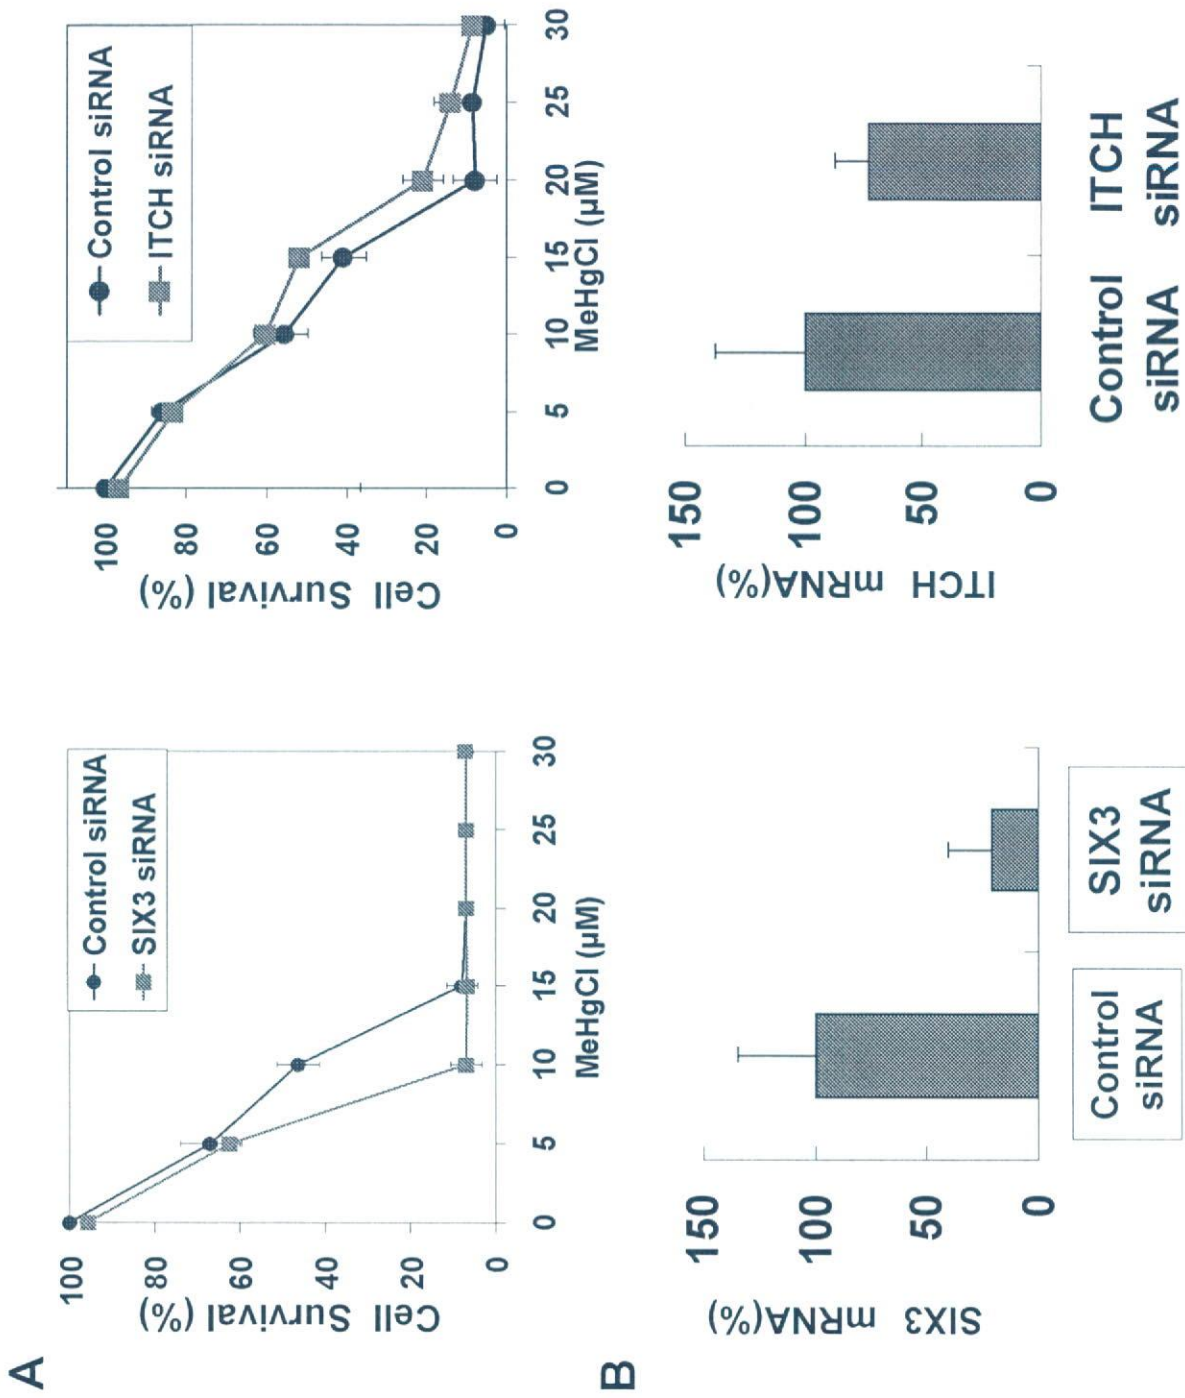 A
Cell Survival (%)
100
80
60
40
20
0
Control siRNA
SIX3 siRNA
0 5 10 15 20 25 30
MeHgCl (µM)
Cell Survival (%)
100
80
60
40
20
0
Control siRNA
ITCH siRNA
0 5 10 15 20 25 30
MeHgCl (µM)
B
SIX3 mRNA(%)
150
100
50
0
Control
siRNA
SIX3
siRNA
ITCH mRNA(%)
150
100
50
0
Control
siRNA
ITCH
siRNA